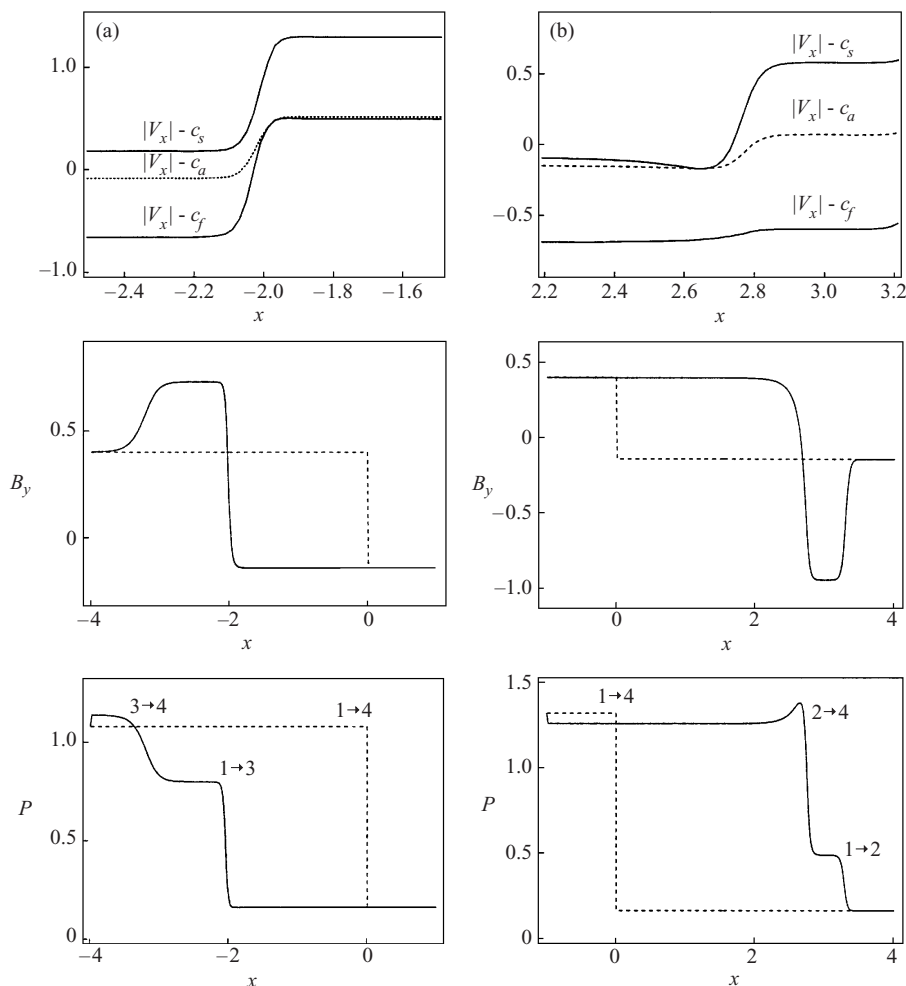 (a)
1.0
|V_x| - c_s
0
|V_x| - c_a
|V_x| - c_f
−1.0
−2.4 −2.2 −2.0 −1.8 −1.6
x
(b)
0.5
|V_x| - c_s
|V_x| - c_a
0
|V_x| - c_f
−0.5
2.2 2.4 2.6 2.8 3.0 3.2
x
0.5
B_y
0
−4 −2 0
x
0.4
0
B_y
−0.5
−1.0
0 2 4
x
3→4 1→4
1.0
1→3
P
0.5
0
−4 −2 0
x
1.5
1→4
2→4
1.0
P
0.5
1→2
0
0 2 4
x